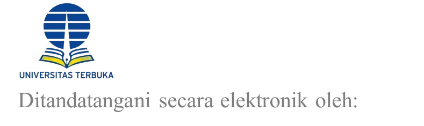 UNIVERSITAS TERBUKA
Ditandatangani secara elektronik oleh: